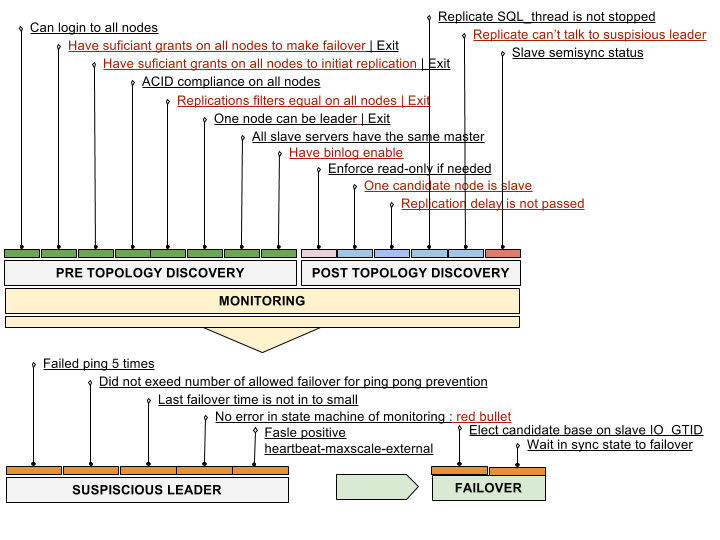 Replicate SQL_thread is not stopped
Can login to all nodes
Replicate can't talk to suspisious leader
Have suficiant grants on all nodes to make failover | Exit
Slave semisync status
Have suficiant grants on all nodes to initiat replication | Exit
ACID compliance on all nodes
Replications filters equal on all nodes | Exit
One node can be leader | Exit
All slave servers have the same master
Have binlog enable
Enforce read-only if needed
One candidate node is slave
Replication delay is not passed
PRE TOPOLOGY DISCOVERY
POST TOPOLOGY DISCOVERY
MONITORING
Failed ping 5 times
Did not exeed number of allowed failover for ping pong prevention
Last failover time is not in to small
No error in state machine of monitoring : red bullet
Fasle positive
heartbeat-maxscale-external
Elect candidate base on slave IO_GTID
Wait in sync state to failover
SUSPISCIOUS LEADER
FAILOVER